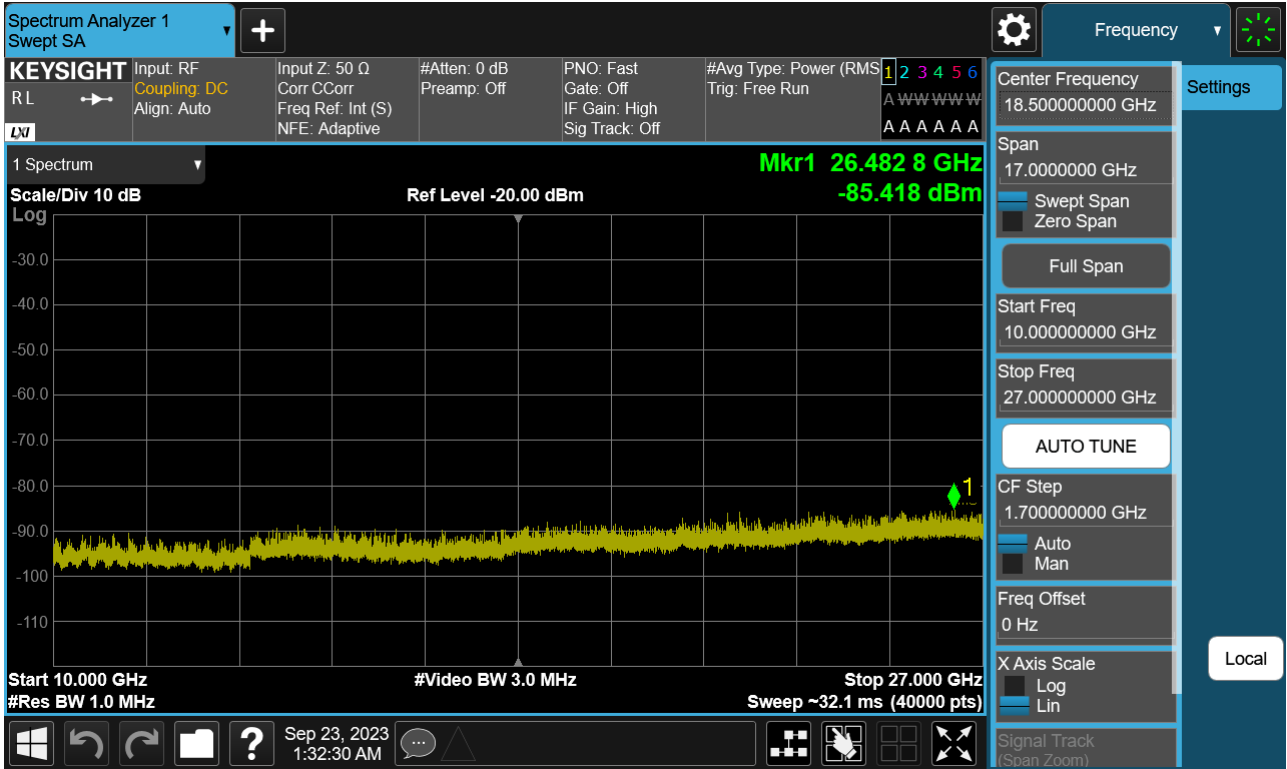 Spectrum Analyzer 1
Swept SA
+
Frequency
KEYSIGHT
R L
LXI
Input: RF
Coupling: DC
Align: Auto
Input Z: 50 Ω
Corr CCorr
Freq Ref: Int (S)
NFE: Adaptive
#Atten: 0 dB
Preamp: Off
PNO: Fast
Gate: Off
IF Gain: High
Sig Track: Off
#Avg Type: Power (RMS
Trig: Free Run
1 2 3 4 5 6
A W W W W W
A A A A A A
1 Spectrum
Mkr1 26.482 8 GHz
-85.418 dBm
Scale/Div 10 dB
Ref Level -20.00 dBm
Log
-30.0
-40.0
-50.0
-60.0
-70.0
-80.0
-90.0
-100
-110
1
Start 10.000 GHz
#Video BW 3.0 MHz
Stop 27.000 GHz
#Res BW 1.0 MHz
Sweep ~32.1 ms (40000 pts)
?
Sep 23, 2023
1:32:30 AM
Center Frequency
18.500000000 GHz
Span
17.0000000 GHz
Swept Span
Zero Span
Full Span
Start Freq
10.000000000 GHz
Stop Freq
27.000000000 GHz
AUTO TUNE
CF Step
1.700000000 GHz
Auto
Man
Freq Offset
0 Hz
X Axis Scale
Log
Lin
Signal Track
(Span Zoom)
Settings
Local